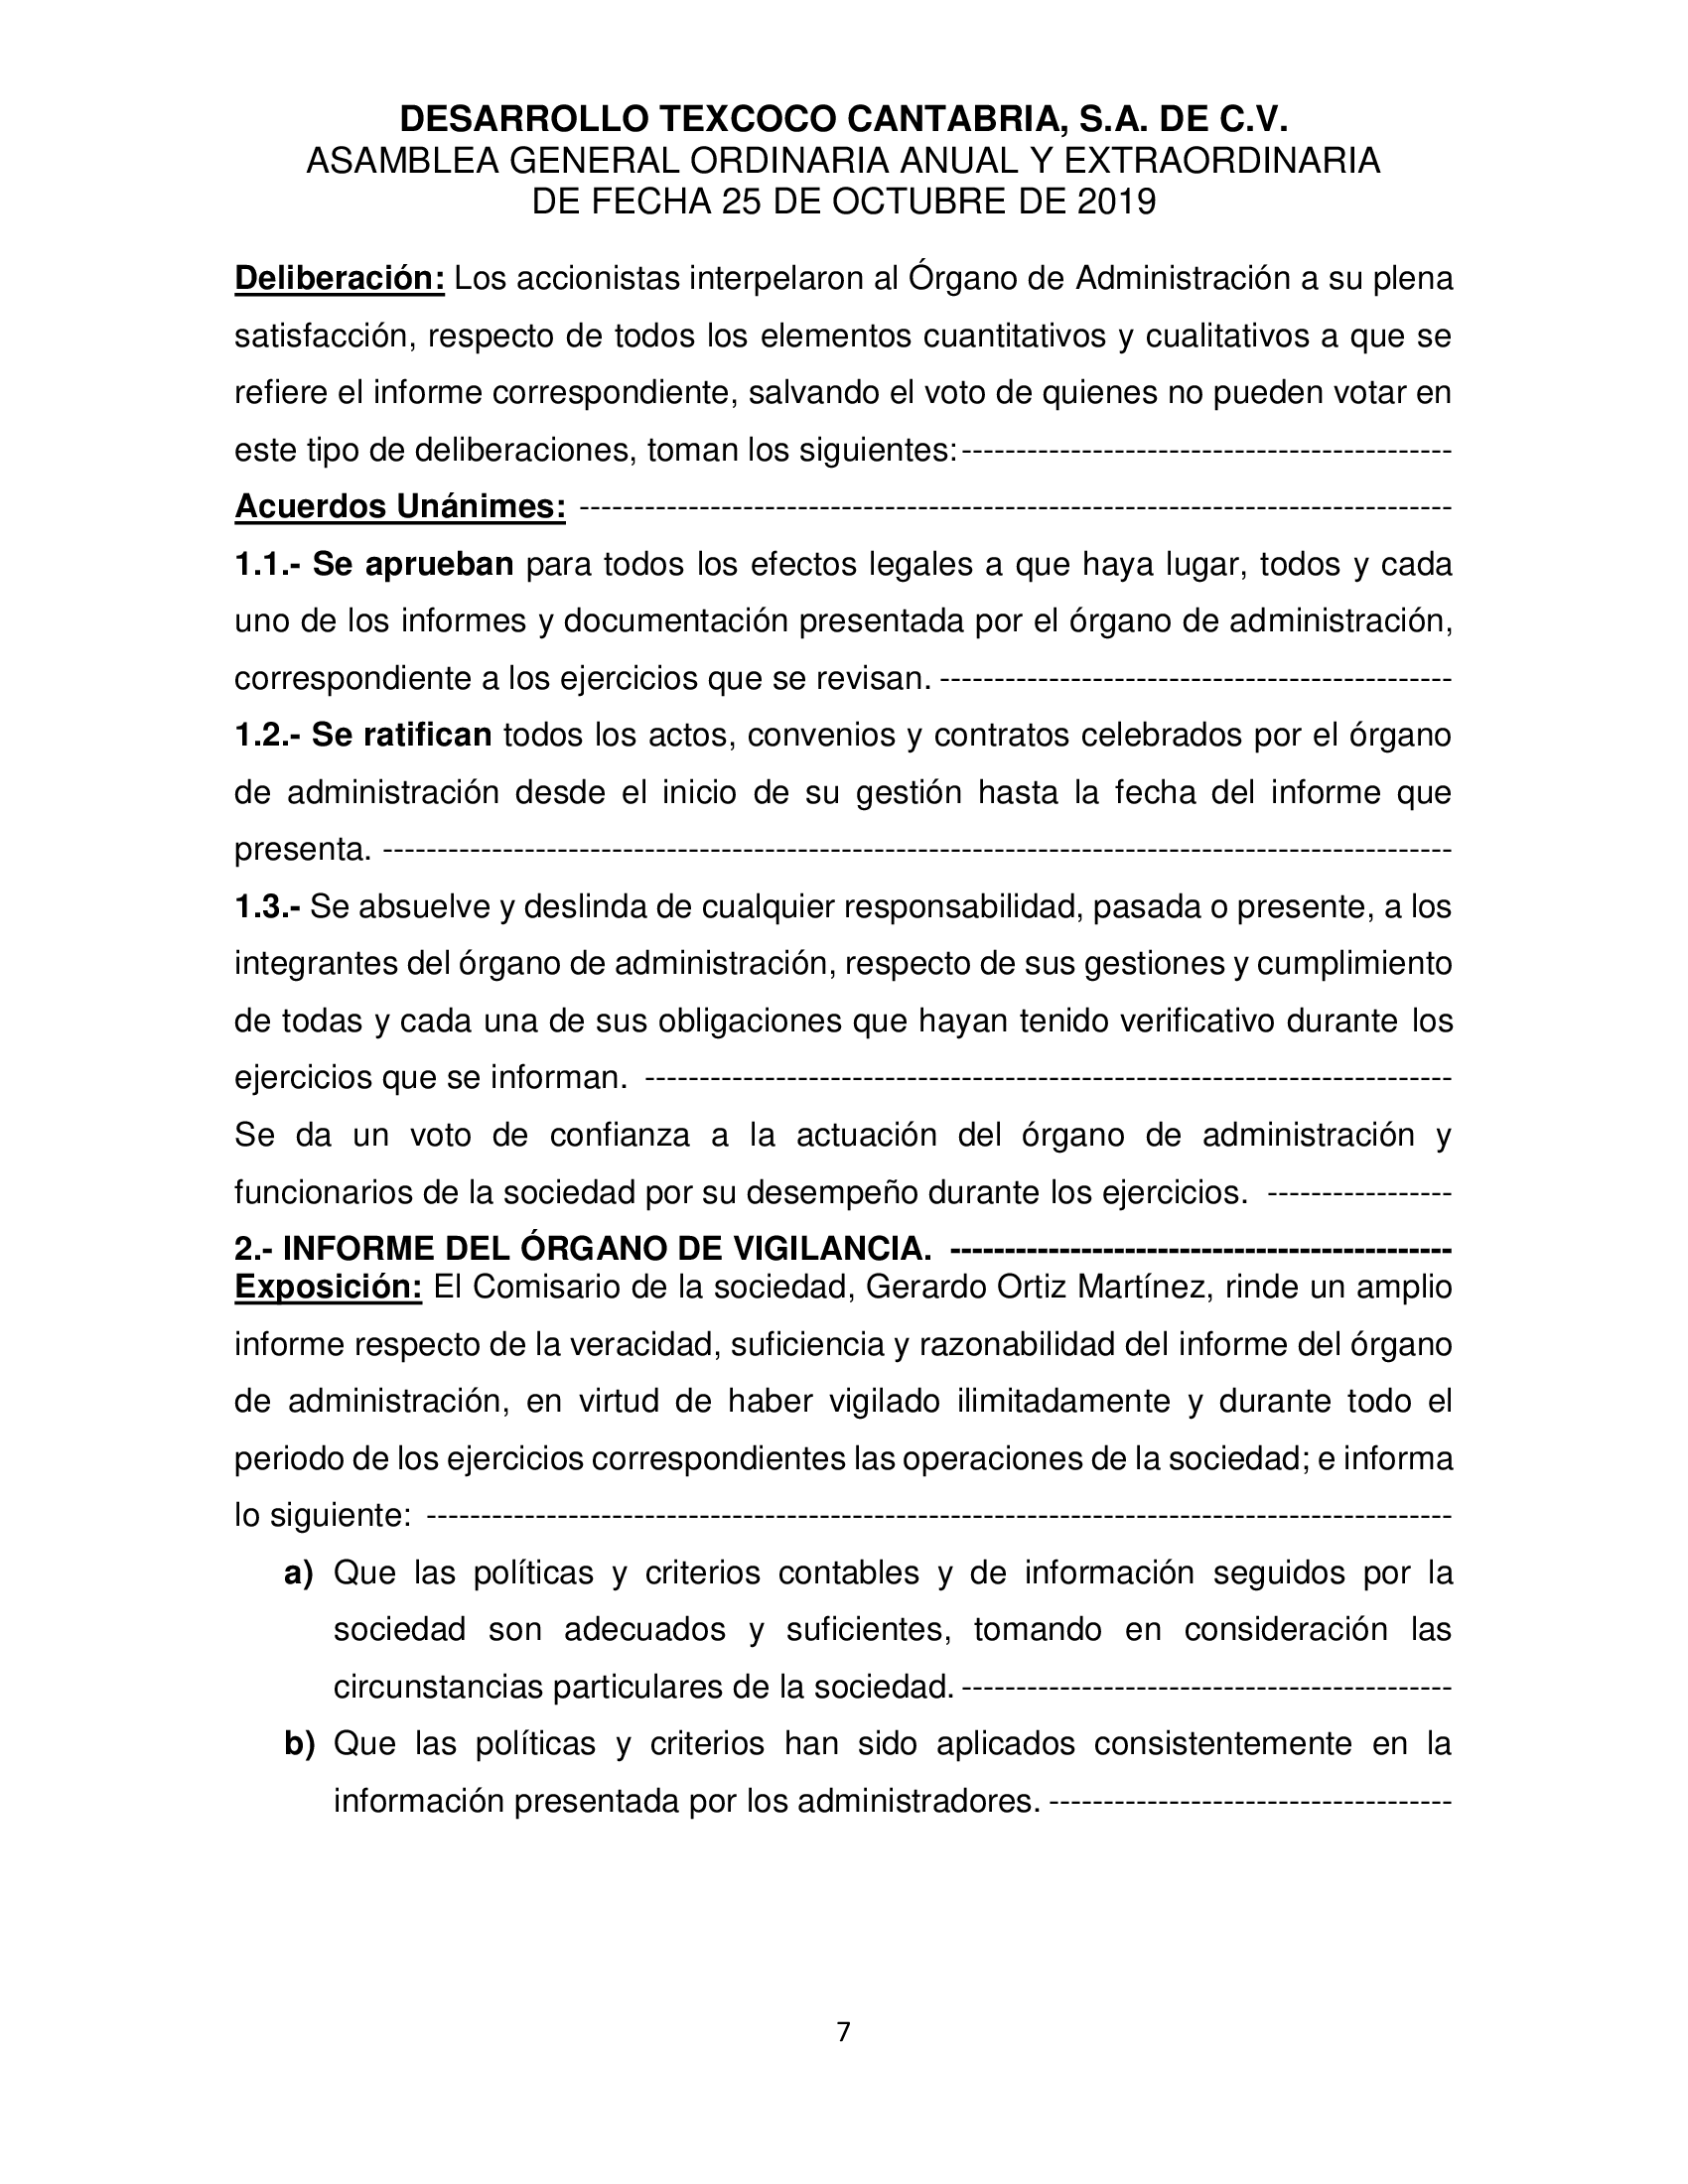 DESARROLLO TEXCOCO CANTABRIA, S.A. DE C.V.
ASAMBLEA GENERAL ORDINARIA ANUAL Y EXTRAORDINARIA
DE FECHA 25 DE OCTUBRE DE 2019
Deliberación: Los accionistas interpelaron al Órgano de Administración a su plena
satisfacción, respecto de todos los elementos cuantitativos y cualitativos a que se
refiere el informe correspondiente, salvando el voto de quienes no pueden votar en
este tipo de deliberaciones, toman los siguientes:---------------------------------------------
Acuerdos Unánimes: --------------------------------------------------------------------------------
1.1.- Se aprueban para todos los efectos legales a que haya lugar, todos y cada
uno de los informes y documentación presentada por el órgano de administración,
correspondiente a los ejercicios que se revisan. -----------------------------------------------
1.2.- Se ratifican todos los actos, convenios y contratos celebrados por el órgano
de administración desde el inicio de su gestión hasta la fecha del informe que
presenta. --------------------------------------------------------------------------------------------------
1.3.- Se absuelve y deslinda de cualquier responsabilidad, pasada o presente, a los
integrantes del órgano de administración, respecto de sus gestiones y cumplimiento
de todas y cada una de sus obligaciones que hayan tenido verificativo durante los
ejercicios que se informan. --------------------------------------------------------------------------
Se da un voto de confianza a la actuación del órgano de administración y
funcionarios de la sociedad por su desempeño durante los ejercicios. -----------------
2.- INFORME DEL ÓRGANO DE VIGILANCIA. ----------------------------------------------
Exposición: El Comisario de la sociedad, Gerardo Ortiz Martínez, rinde un amplio
informe respecto de la veracidad, suficiencia y razonabilidad del informe del órgano
de administración, en virtud de haber vigilado ilimitadamente y durante todo el
periodo de los ejercicios correspondientes las operaciones de la sociedad; e informa
lo siguiente: ----------------------------------------------------------------------------------------------
a) Que las políticas y criterios contables y de información seguidos por la
sociedad son adecuados y suficientes, tomando en consideración las
circunstancias particulares de la sociedad. ---------------------------------------------
b) Que las políticas y criterios han sido aplicados consistentemente en la
información presentada por los administradores. -------------------------------------
7